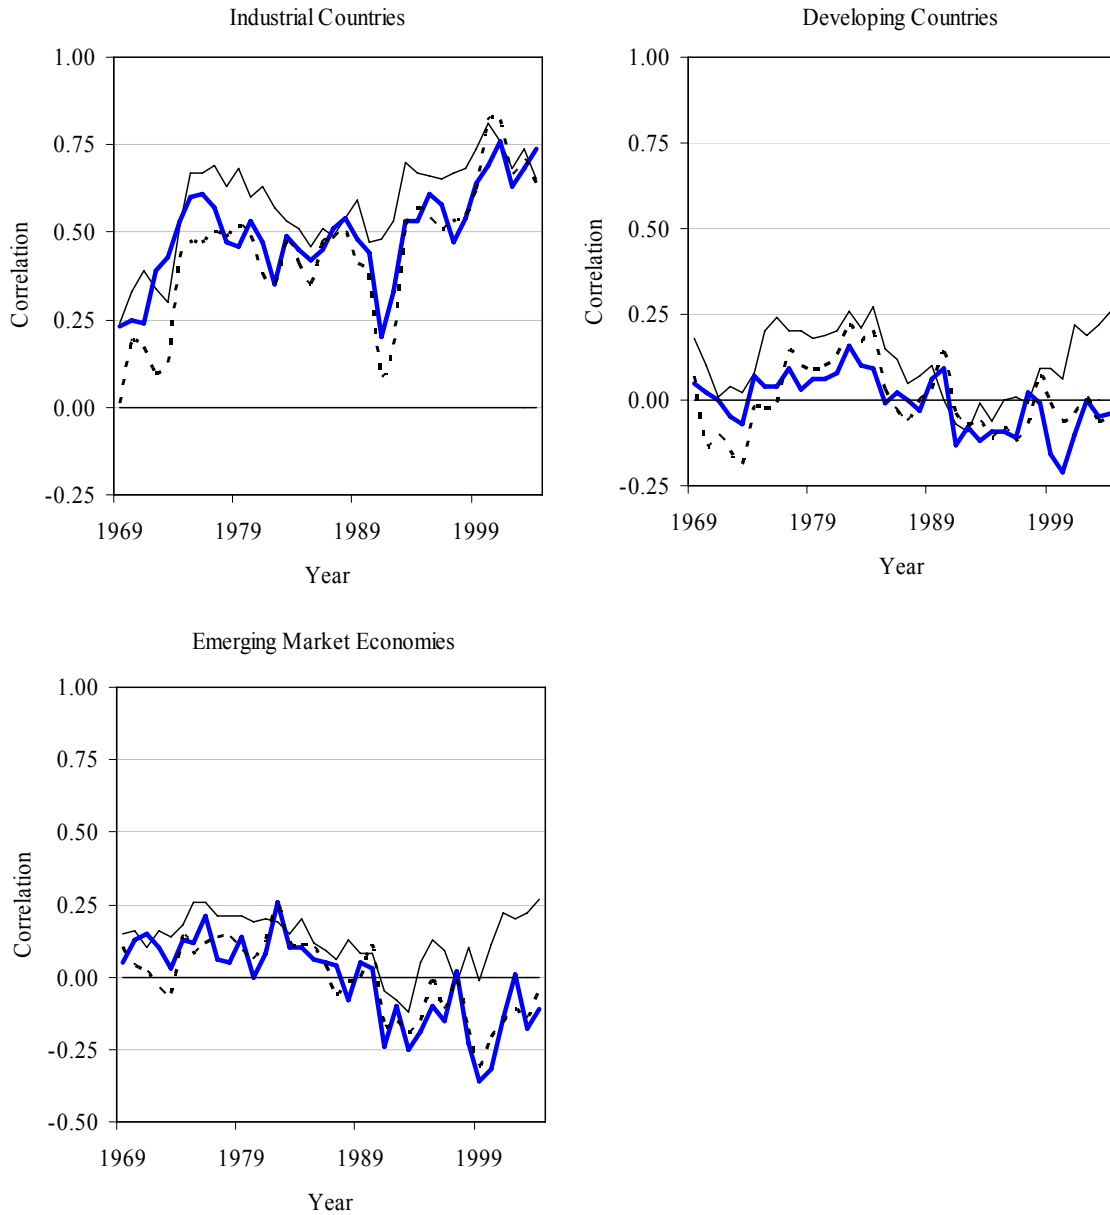 Industrial Countries
1.00
0.75
0.50
0.25
0.00
-0.25
Correlation
1969 1979 1989 1999
Year
Developing Countries
1.00
0.75
0.50
0.25
0.00
-0.25
Correlation
1969 1979 1989 1999
Year
Emerging Market Economies
1.00
0.75
0.50
0.25
0.00
-0.25
-0.50
Correlation
1969 1979 1989 1999
Year